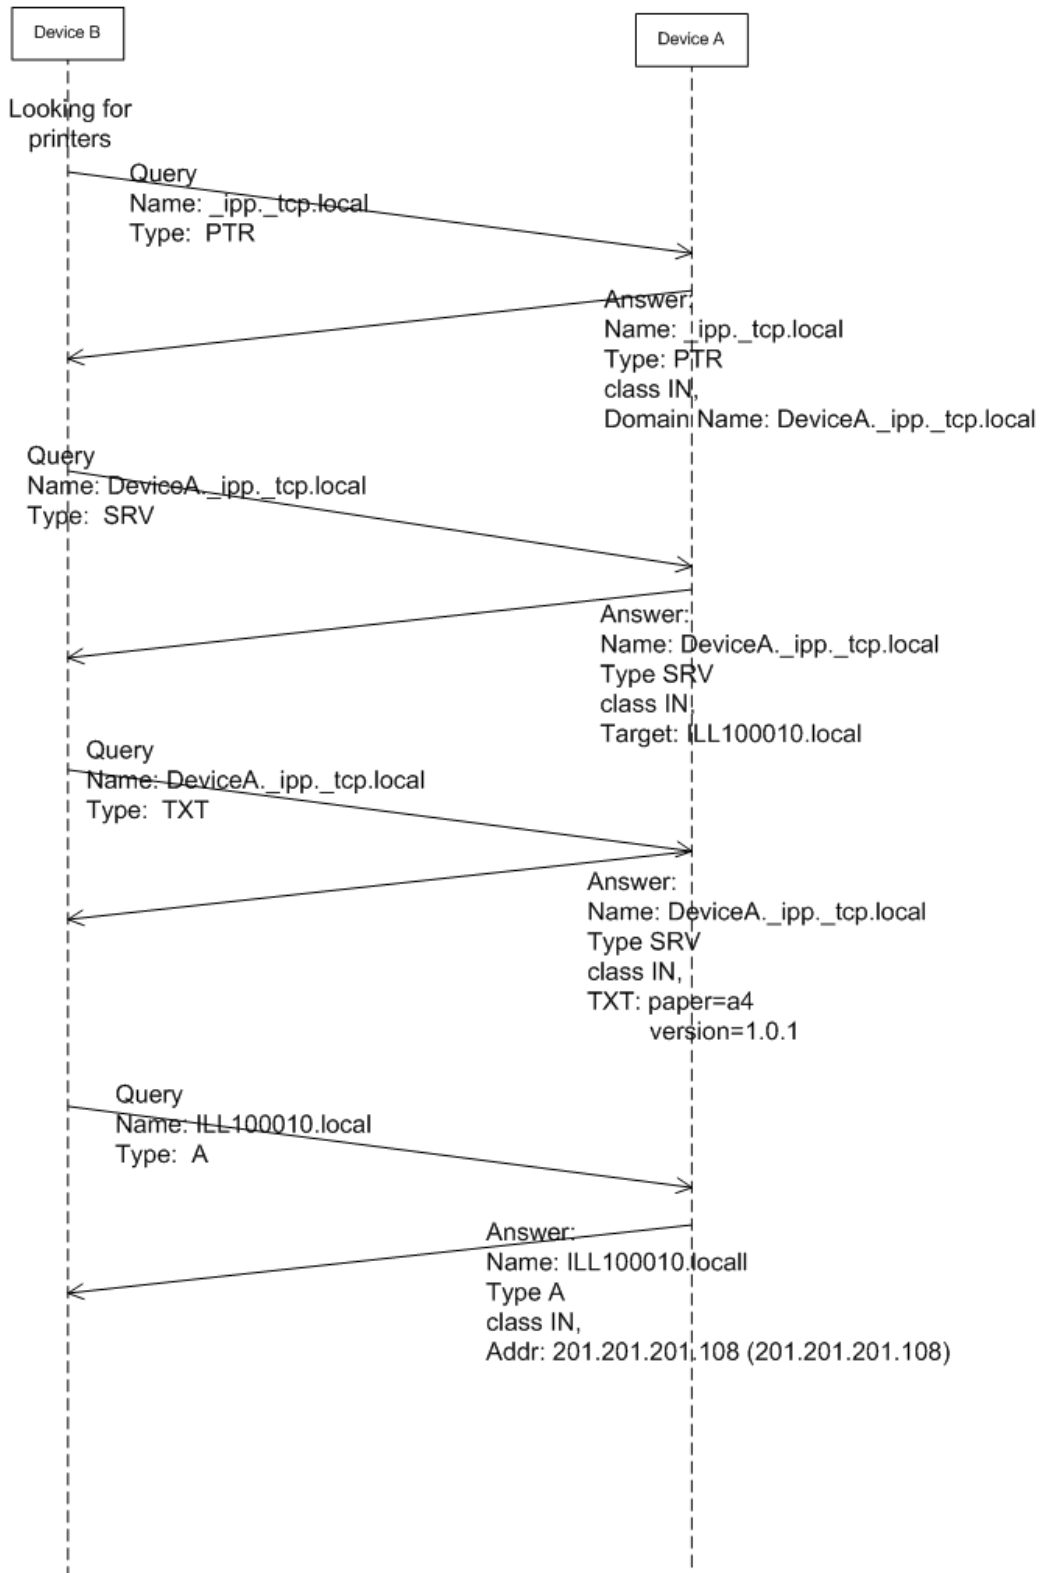 Device B
Device A
Looking for
printers
Query
Name: _ipp._tcp.local
Type: PTR
Answer:
Name: _ipp._tcp.local
Type: PTR
class IN,
Domain Name: DeviceA._ipp._tcp.local
Query
Name: DeviceA._ipp._tcp.local
Type: SRV
Answer:
Name: DeviceA._ipp._tcp.local
Type SRV
class IN,
Target: ILL100010.local
Query
Name: DeviceA._ipp._tcp.local
Type: TXT
Answer:
Name: DeviceA._ipp._tcp.local
Type SRV
class IN,
TXT: paper=a4
version=1.0.1
Query
Name: ILL100010.local
Type: A
Answer:
Name: ILL100010.locall
Type A
class IN,
Addr: 201.201.201.108 (201.201.201.108)